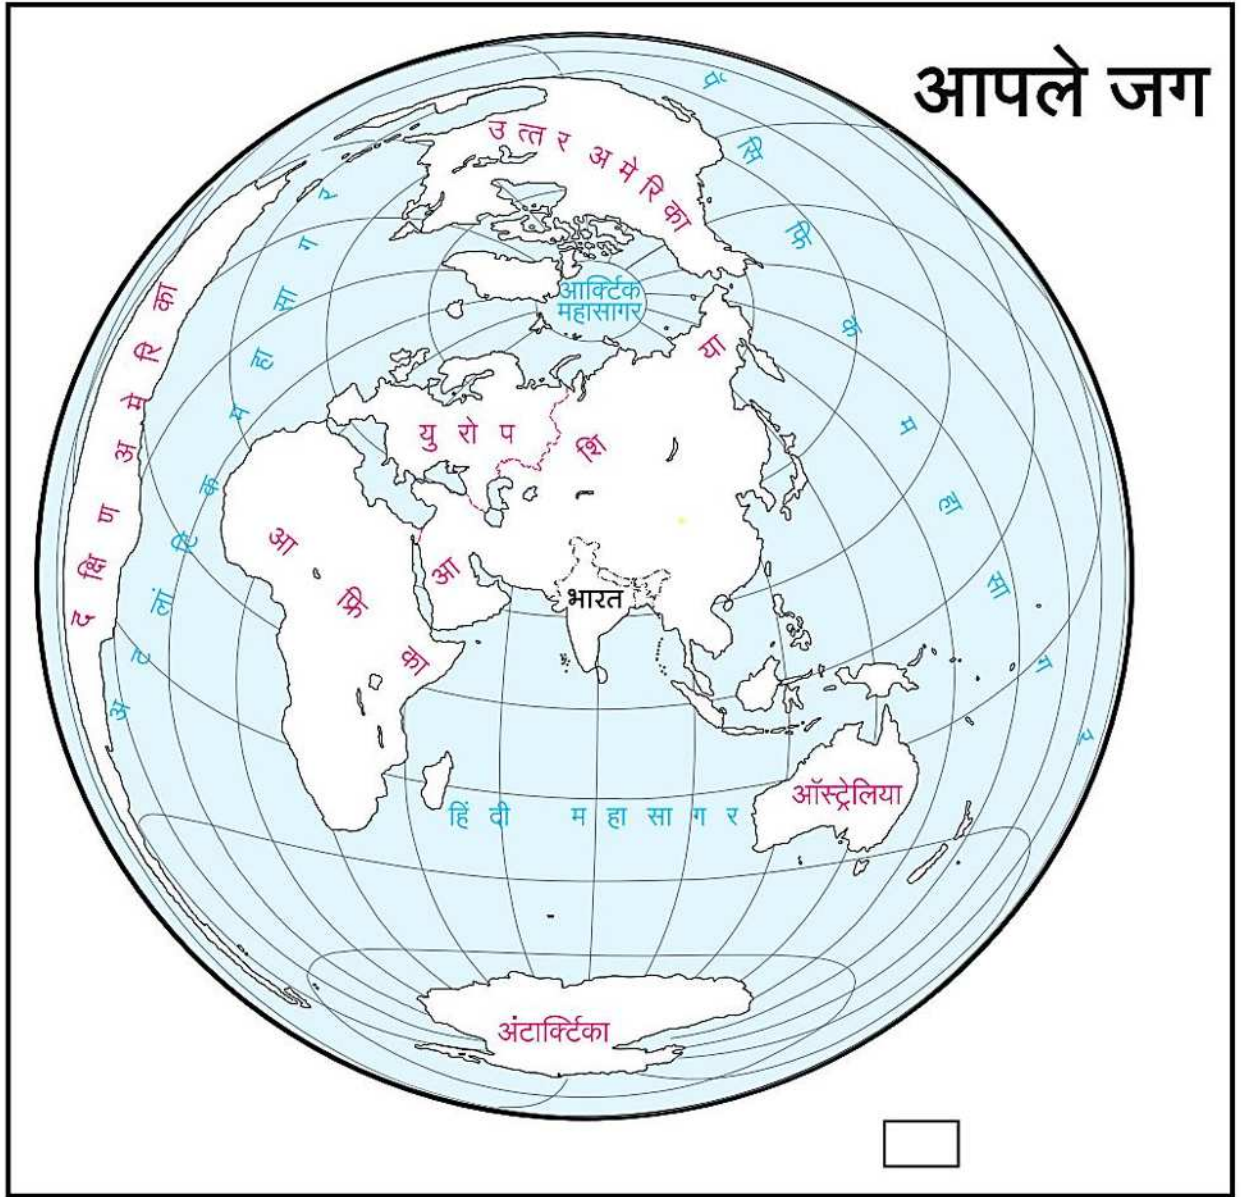 आपले जग
उत्तर अमेरिका
पॅसिफिक महासागर
आर्क्टिक
महासागर
दक्षिण अमेरिका
अटलांटिक महासागर
युरोप
आशिया
आफ्रिका
भारत
हिंदी महासागर
ऑस्ट्रेलिया
अंटार्क्टिका